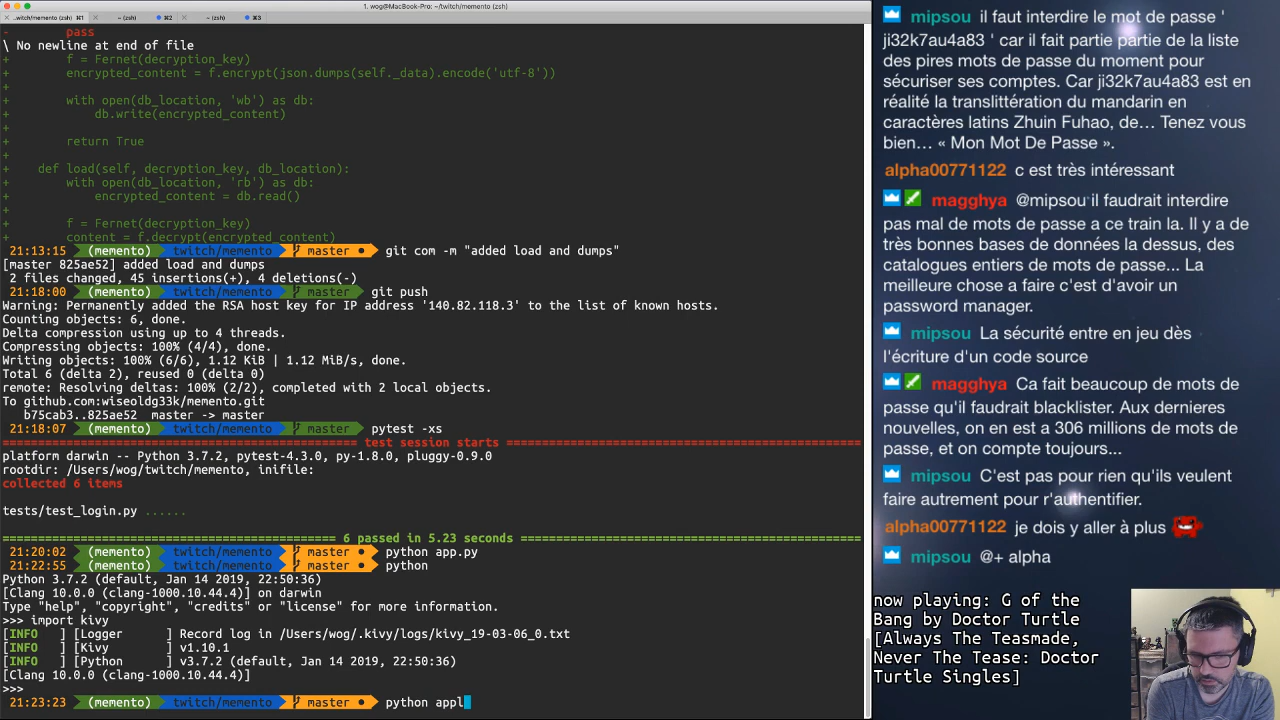 1. wog@MacBook-Pro: ~/twitch/memento (zsh)
..witch/memento (zsh) ⌘1
~ (zsh) ⌘2
~ (zsh) ⌘3
- pass
\ No newline at end of file
+ f = Fernet(decryption_key)
+ encrypted_content = f.encrypt(json.dumps(self._data).encode('utf-8'))
+
+ with open(db_location, 'wb') as db:
+ db.write(encrypted_content)
+
+ return True
+
+ def load(self, decryption_key, db_location):
+ with open(db_location, 'rb') as db:
+ encrypted_content = db.read()
+
+ f = Fernet(decryption_key)
+ content = f.decrypt(encrypted_content)
21:13:15 (memento) twitch/memento master ● git com -m "added load and dumps"
[master 825ae52] added load and dumps
2 files changed, 45 insertions(+), 4 deletions(-)
21:18:00 (memento) twitch/memento master git push
Warning: Permanently added the RSA host key for IP address '140.82.118.3' to the list of known hosts.
Counting objects: 6, done.
Delta compression using up to 4 threads.
Compressing objects: 100% (4/4), done.
Writing objects: 100% (6/6), 1.12 KiB | 1.12 MiB/s, done.
Total 6 (delta 2), reused 0 (delta 0)
remote: Resolving deltas: 100% (2/2), completed with 2 local objects.
To github.com:wiseoldg33k/memento.git
b75cab3..825ae52 master -> master
21:18:07 (memento) twitch/memento master pytest -xs
============ test session starts ============
platform darwin -- Python 3.7.2, pytest-4.3.0, py-1.8.0, pluggy-0.9.0
rootdir: /Users/wog/twitch/memento, inifile:
collected 6 items
tests/test_login.py ......
============ 6 passed in 5.23 seconds ============
21:20:02 (memento) twitch/memento master ● python app.py
21:22:55 (memento) twitch/memento master ● python
Python 3.7.2 (default, Jan 14 2019, 22:50:36)
[Clang 10.0.0 (clang-1000.10.44.4)] on darwin
Type "help", "copyright", "credits" or "license" for more information.
>>> import kivy
[INFO ] [Logger ] Record log in /Users/wog/.kivy/logs/kivy_19-03-06_0.txt
[INFO ] [Kivy ] v1.10.1
[INFO ] [Python ] v3.7.2 (default, Jan 14 2019, 22:50:36)
[Clang 10.0.0 (clang-1000.10.44.4)]
>>>
21:23:23 (memento) twitch/memento master ● python appl
mipsou il faut interdire le mot de passe '
ji32k7au4a83 ' car il fait partie partie de la liste
des pires mots de passe du moment pour
sécuriser ses comptes. Car ji32k7au4a83 est en
réalité la translittération du mandarin en
caractères latins Zhuin Fuhao, de… Tenez vous
bien… « Mon Mot De Passe ».
alpha00771122 c est très intéressant
magghya @mipsou il faudrait interdire
pas mal de mots de passe a ce train la. Il y a de
très bonnes bases de données la dessus, des
catalogues entiers de mots de passe... La
meilleure chose a faire c'est d'avoir un
password manager.
mipsou La sécurité entre en jeu dès
l'écriture d'un code source
magghya Ca fait beaucoup de mots de
passe qu'il faudrait blacklister. Aux dernieres
nouvelles, on en est a 306 millions de mots de
passe, et on compte toujours...
mipsou C'est pas pour rien qu'ils veulent
faire autrement pour r'authentifier.
alpha00771122 je dois y aller à plus
mipsou @+ alpha
now playing: G of the
Bang by Doctor Turtle
[Always The Teasmade,
Never The Tease: Doctor
Turtle Singles]